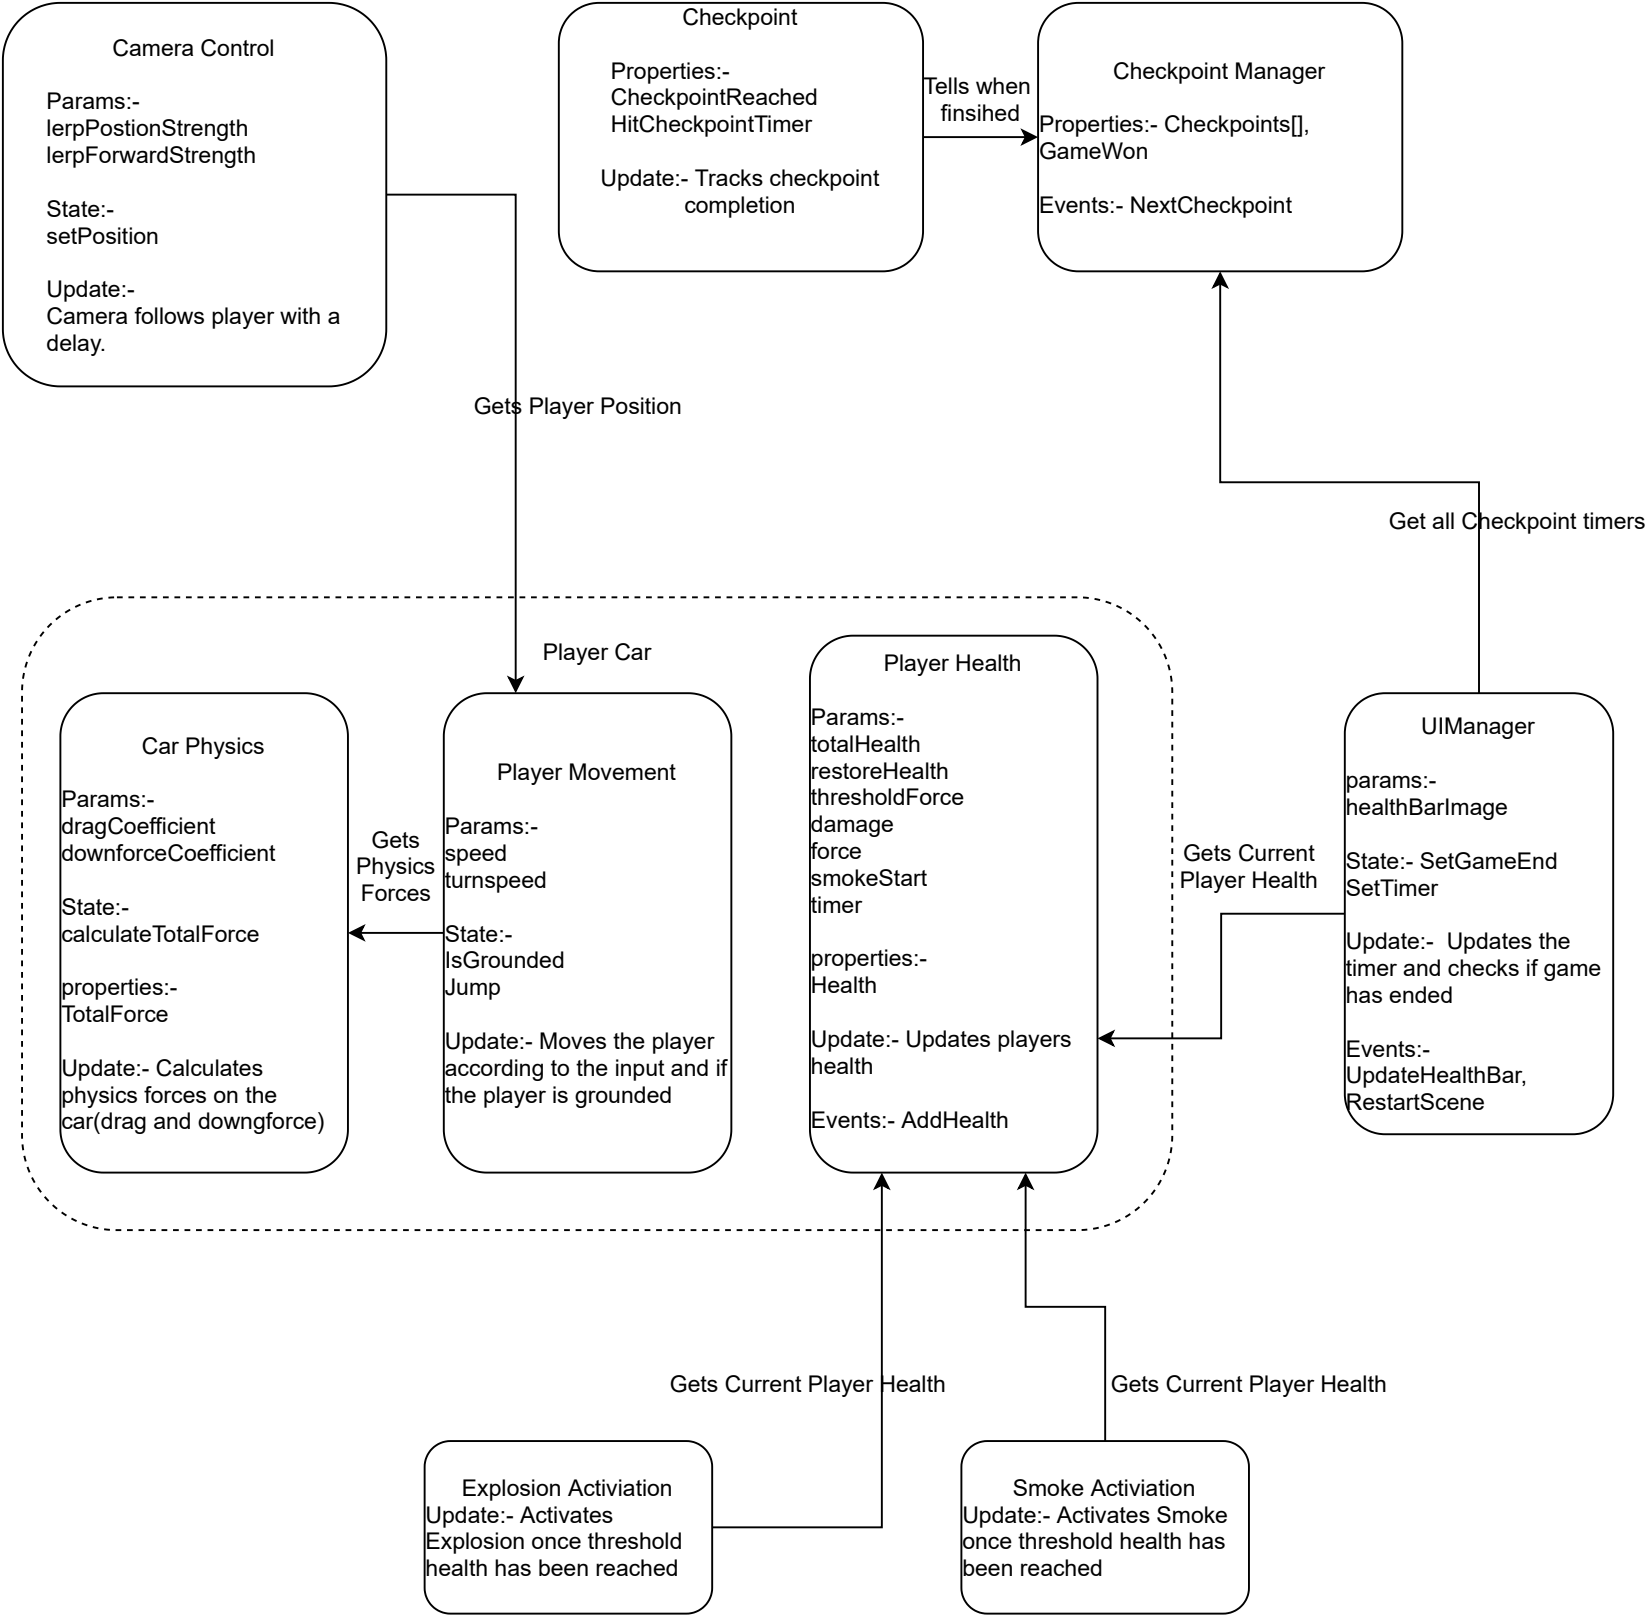 Camera Control
Params:-
lerpPostionStrength
lerpForwardStrength
State:-
setPosition
Update:-
Camera follows player with a
delay.
Checkpoint
Properties:-
CheckpointReached
HitCheckpointTimer
Update:- Tracks checkpoint
completion
Tells when
finsihed
Checkpoint Manager
Properties:- Checkpoints[],
GameWon
Events:- NextCheckpoint
Gets Player Position
Get all Checkpoint timers
Player Car
Car Physics
Params:-
dragCoefficient
downforceCoefficient
State:-
calculateTotalForce
properties:-
TotalForce
Update:- Calculates
physics forces on the
car(drag and downgforce)
Gets
Physics
Forces
Player Movement
Params:-
speed
turnspeed
State:-
IsGrounded
Jump
Update:- Moves the player
according to the input and if
the player is grounded
Player Health
Params:-
totalHealth
restoreHealth
thresholdForce
damage
force
smokeStart
timer
properties:-
Health
Update:- Updates players
health
Events:- AddHealth
Gets Current
Player Health
UIManager
params:-
healthBarImage
State:- SetGameEnd
SetTimer
Update:-  Updates the
timer and checks if game
has ended
Events:-
UpdateHealthBar,
RestartScene
Gets Current Player Health
Gets Current Player Health
Explosion Activiation
Update:- Activates
Explosion once threshold
health has been reached
Smoke Activiation
Update:- Activates Smoke
once threshold health has
been reached